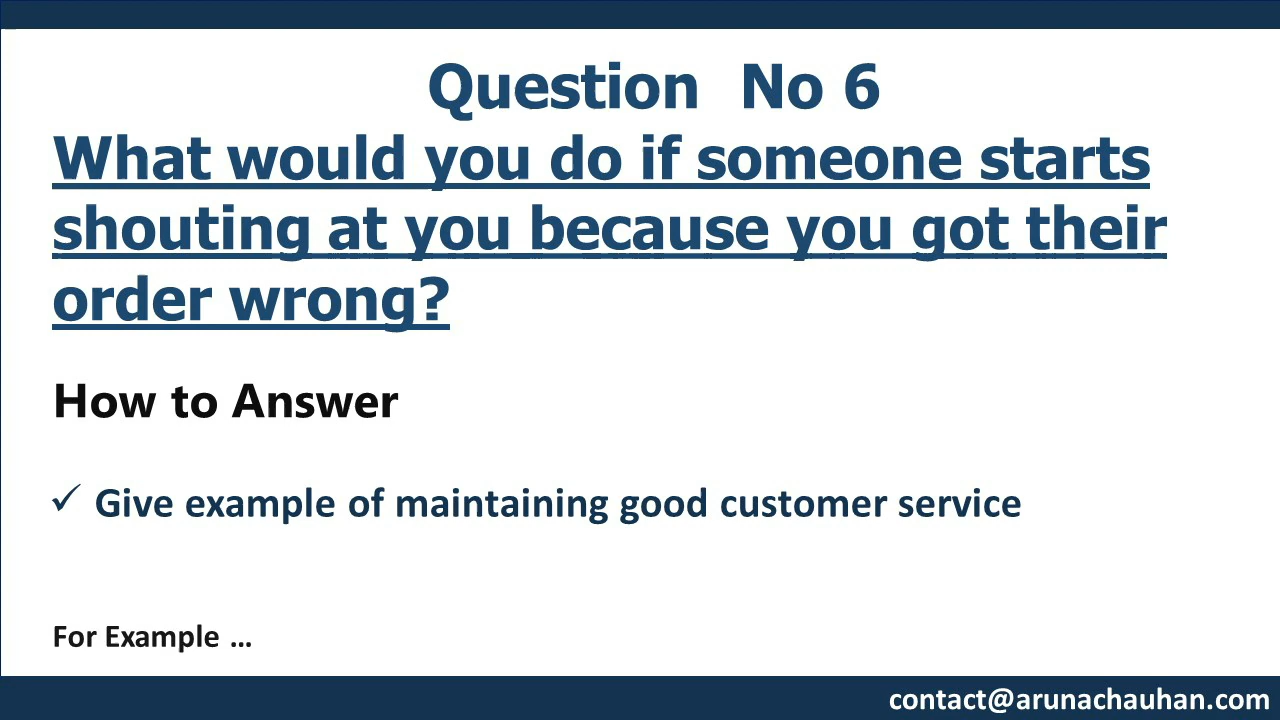 Question No 6
What would you do if someone starts
shouting at you because you got their
order wrong?
How to Answer
✓ Give example of maintaining good customer service
For Example ...
contact@arunachauhan.com